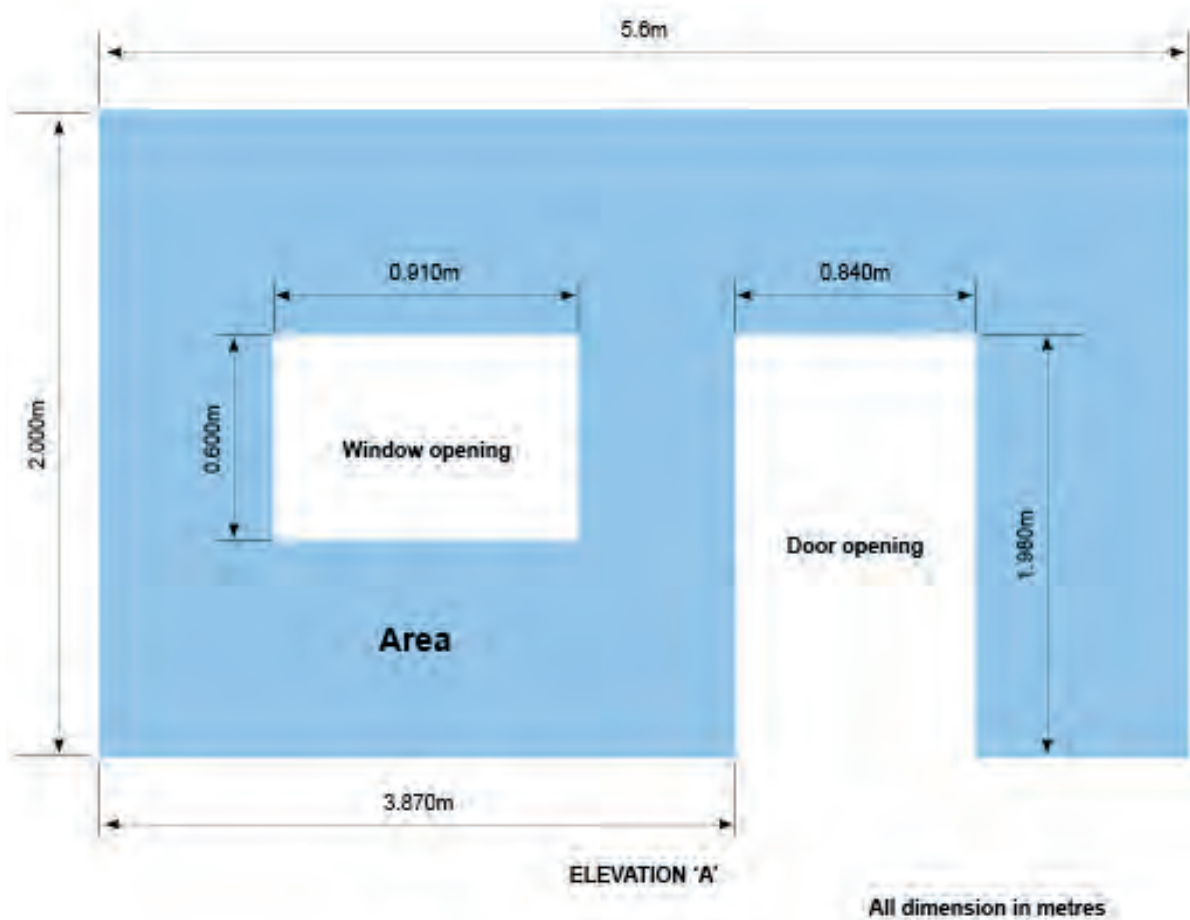 5.6m
0.910m
0.840m
2.000m
0.600m
Window opening
Door opening
1.980m
Area
3.870m
ELEVATION 'A'
All dimension in metres